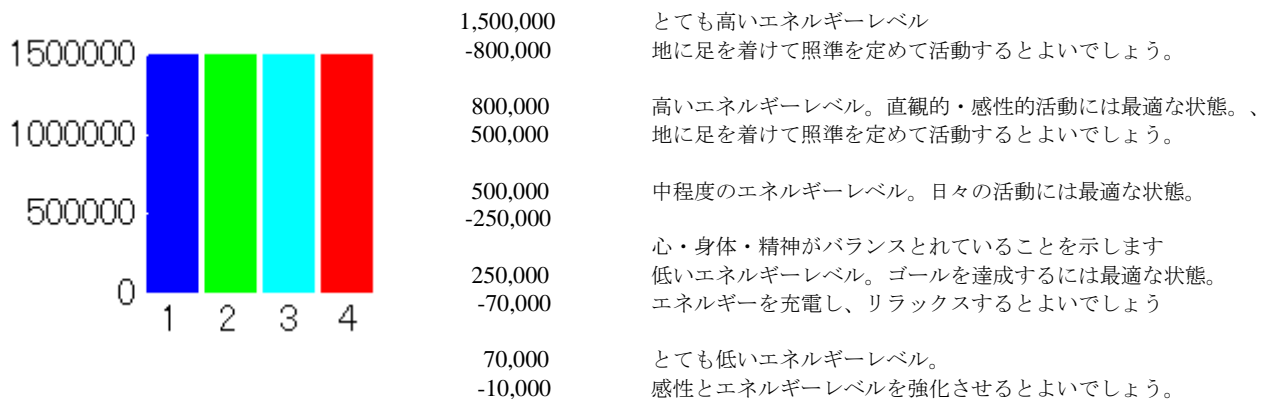 1500000
1000000
500000
0
1 2 3 4
1,500,000 とても高いエネルギーレベル
-800,000 地に足を着けて照準を定めて活動するとよいでしょう。
800,000 高いエネルギーレベル。直観的・感性的活動には最適な状態。、
500,000 地に足を着けて照準を定めて活動するとよいでしょう。
500,000 中程度のエネルギーレベル。日々の活動には最適な状態。
-250,000
心・身体・精神がバランスとれていることを示します
250,000 低いエネルギーレベル。ゴールを達成するには最適な状態。
-70,000 エネルギーを充電し、リラックスするとよいでしょう
70,000 とても低いエネルギーレベル。
-10,000 感性とエネルギーレベルを強化させるとよいでしょう。